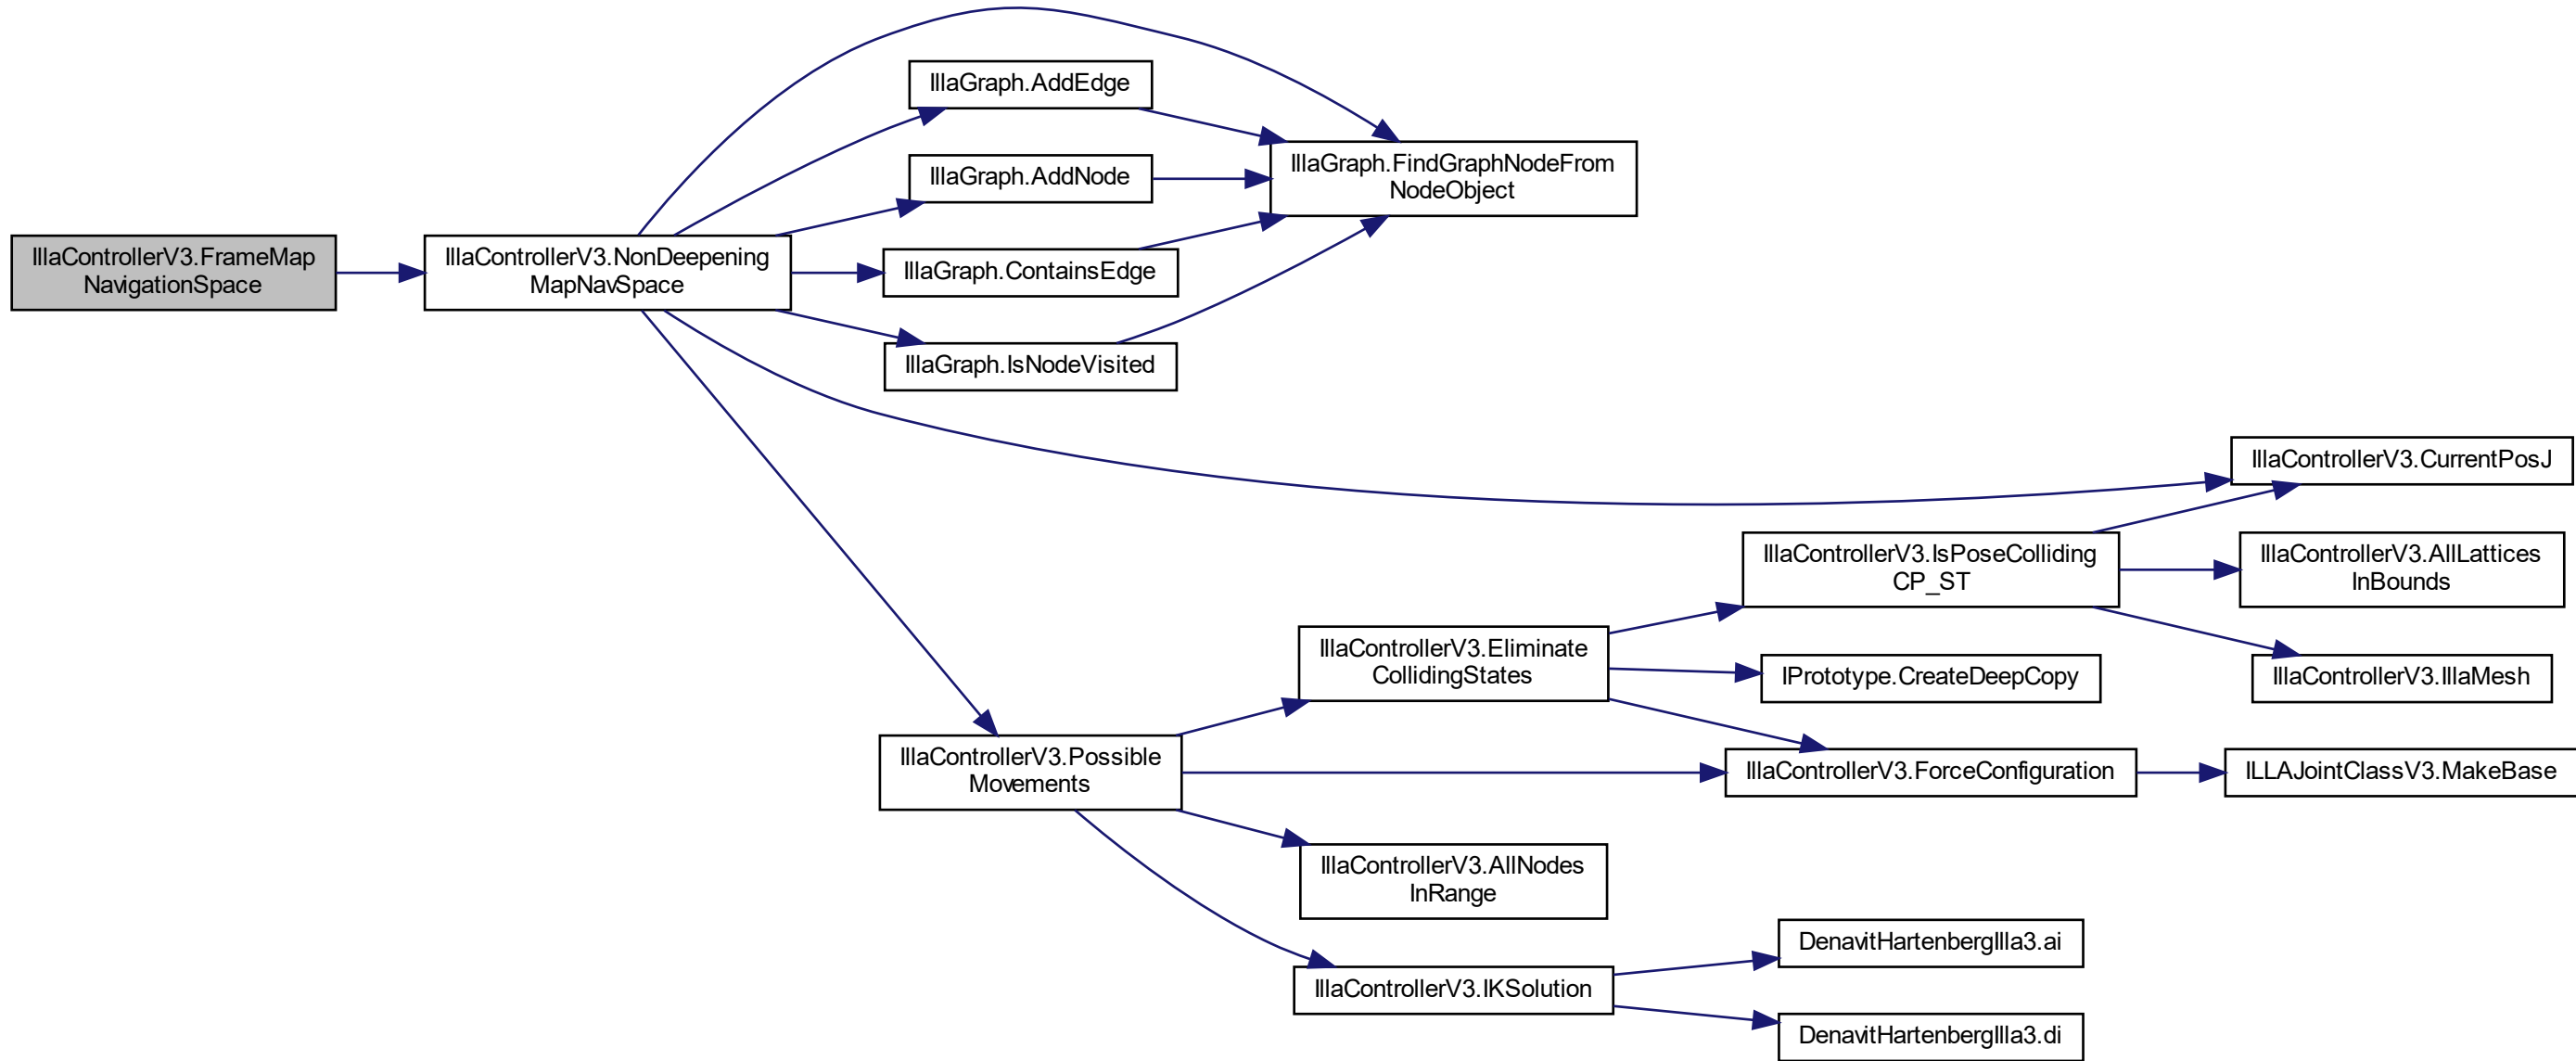 IllaControllerV3.FrameMap
NavigationSpace
IllaControllerV3.NonDeepening
MapNavSpace
IllaGraph.AddEdge
IllaGraph.AddNode
IllaGraph.ContainsEdge
IllaGraph.IsNodeVisited
IllaGraph.FindGraphNodeFrom
NodeObject
IllaControllerV3.CurrentPosJ
IllaControllerV3.IsPoseColliding
CP_ST
IllaControllerV3.AllLattices
InBounds
IllaControllerV3.Eliminate
CollidingStates
IPrototype.CreateDeepCopy
IllaControllerV3.IllaMesh
IllaControllerV3.Possible
Movements
IllaControllerV3.ForceConfiguration
ILLAJointClassV3.MakeBase
IllaControllerV3.AllNodes
InRange
IllaControllerV3.IKSolution
DenavitHartenbergIlla3.ai
DenavitHartenbergIlla3.di